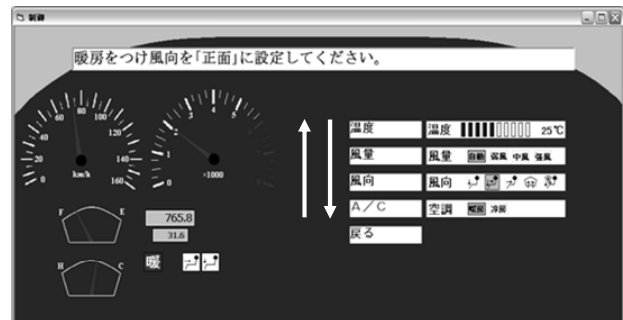 制御
暖房をつけ風向を「正面」に設定してください。
0 20 40 60 80 100 120 140 160
km/h
0 1 2 3 4 5
×1000
温度 温度 25℃
風量 風量 自動 弱風 中風 強風
風向 風向
A/C 空調 暖房 冷房
戻る
F E
765.8
31.6
H C
暖